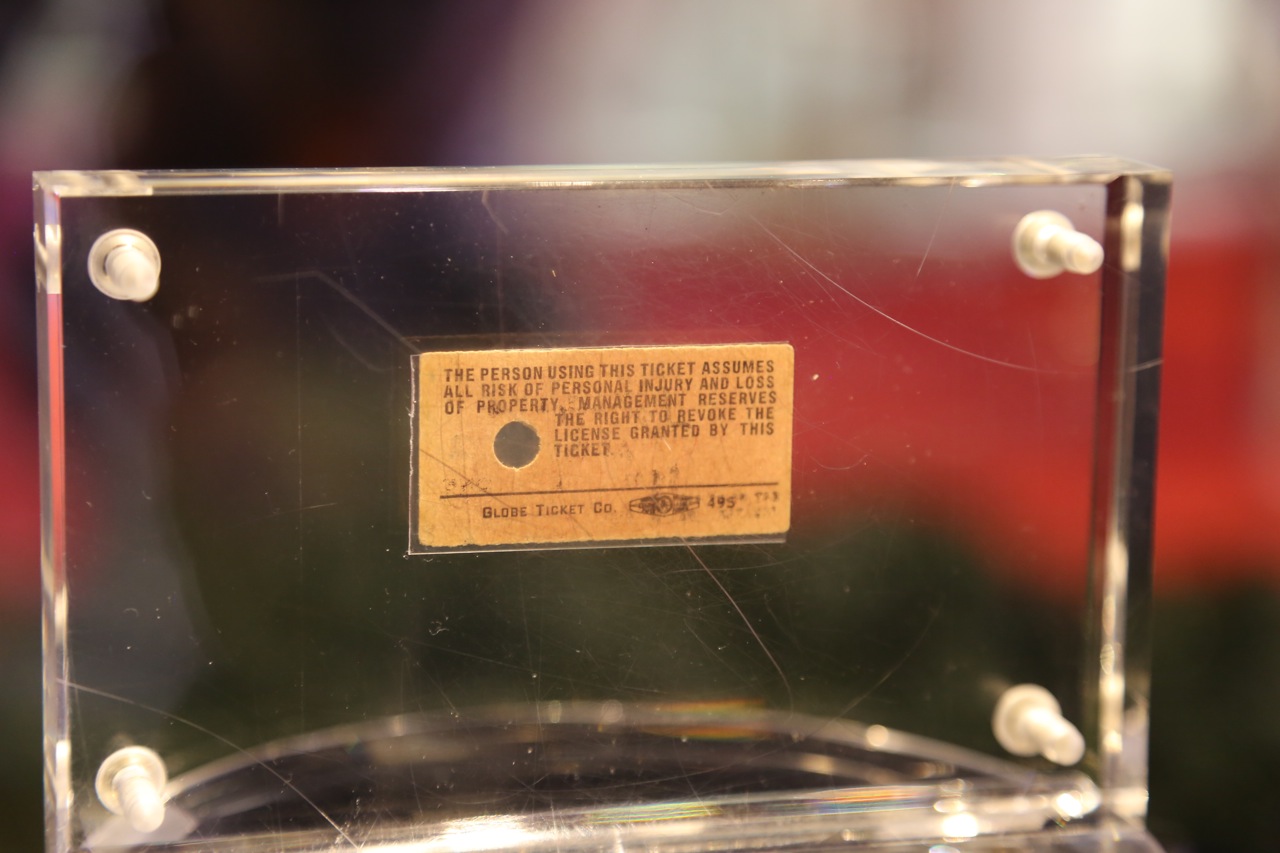 THE PERSON USING THIS TICKET ASSUMES
ALL RISK OF PERSONAL INJURY AND LOSS
OF PROPERTY. MANAGEMENT RESERVES
THE RIGHT TO REVOKE THE
LICENSE GRANTED BY THIS
TICKET.
GLOBE TICKET CO. 495